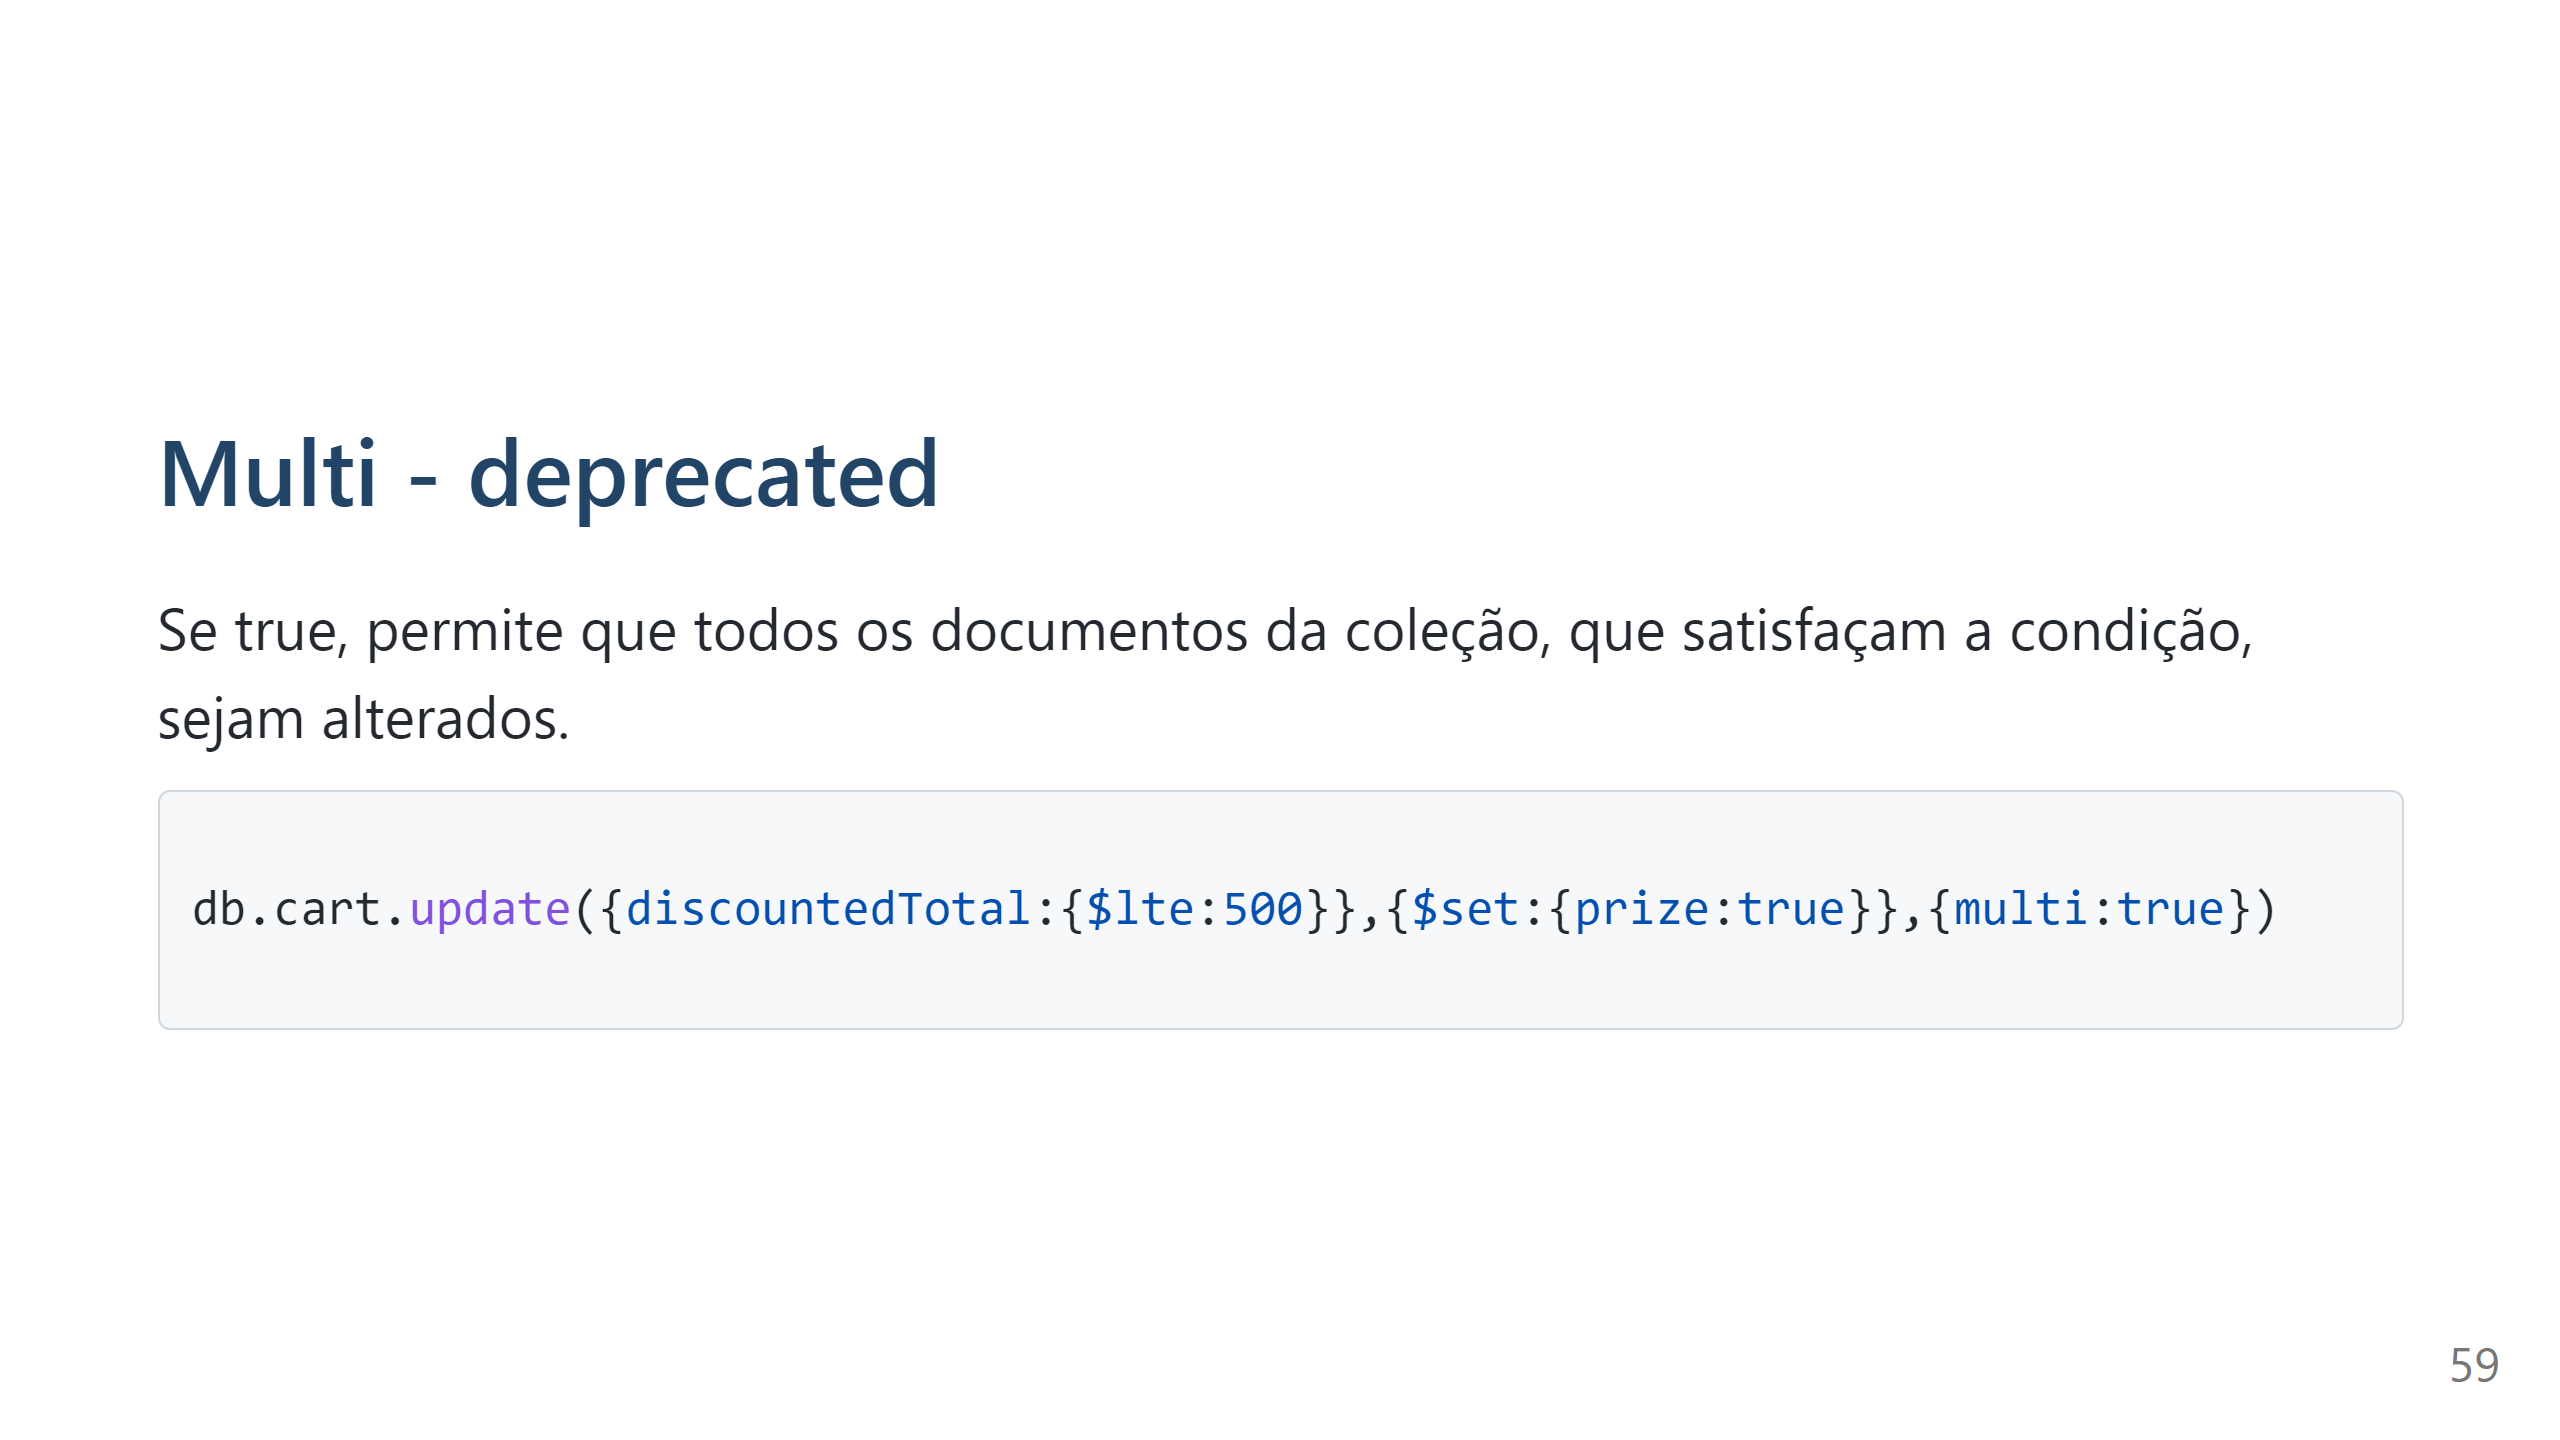 Multi - deprecated
Se true, permite que todos os documentos da coleção, que satisfaçam a condição,
sejam alterados.
db.cart.update({discountedTotal:{$lte:500}},{$set:{prize:true}},{multi:true})
59